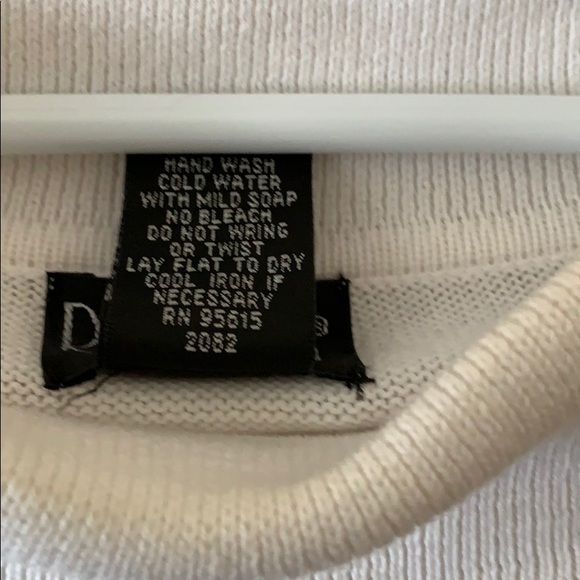 HAND WASH
COLD WATER
WITH MILD SOAP
NO BLEACH
DO NOT WRING
OR TWIST
LAY FLAT TO DRY
COOL IRON IF
NECESSARY
RN 95615
2082